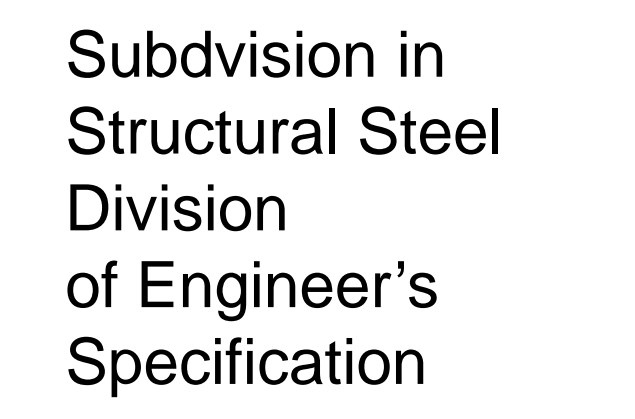 Subdvision in
Structural Steel
Division
of Engineer’s
Specification